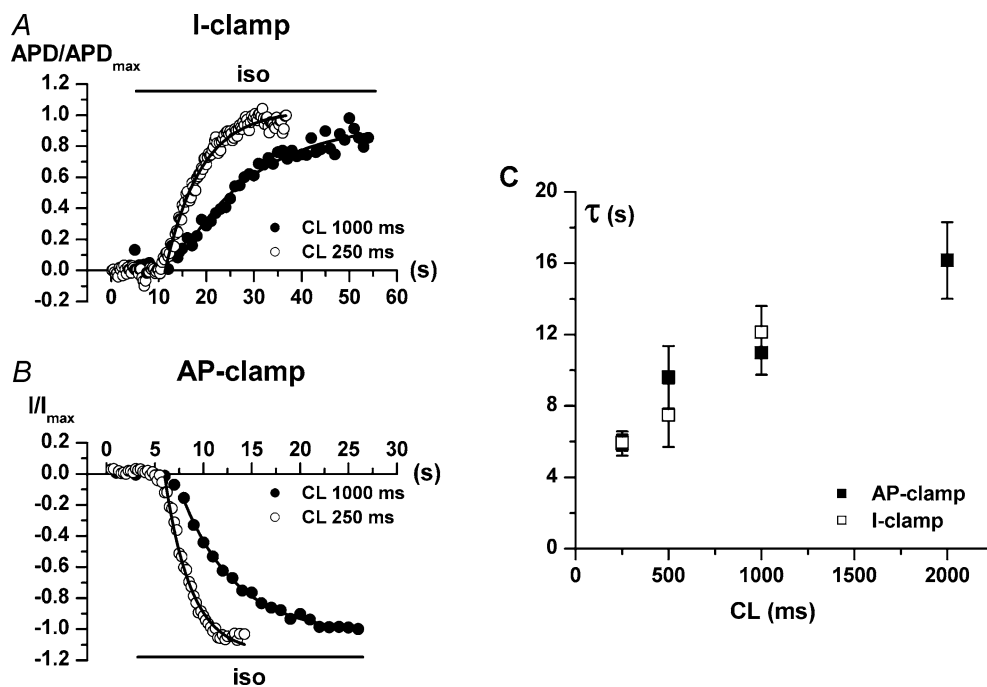 A
I-clamp
APD/APDmax
iso
1.2
1.0
0.8
0.6
0.4
0.2
0.0
-0.2
CL 1000 ms
CL 250 ms
0 10 20 30 40 50 60
(s)
B
AP-clamp
I/Imax
0.2
0.0
-0.2
-0.4
-0.6
-0.8
-1.0
-1.2
0 5 10 15 20 25 30
(s)
CL 1000 ms
CL 250 ms
iso
C
τ (s)
20
16
12
8
4
0
AP-clamp
I-clamp
0 500 1000 1500 2000
CL (ms)